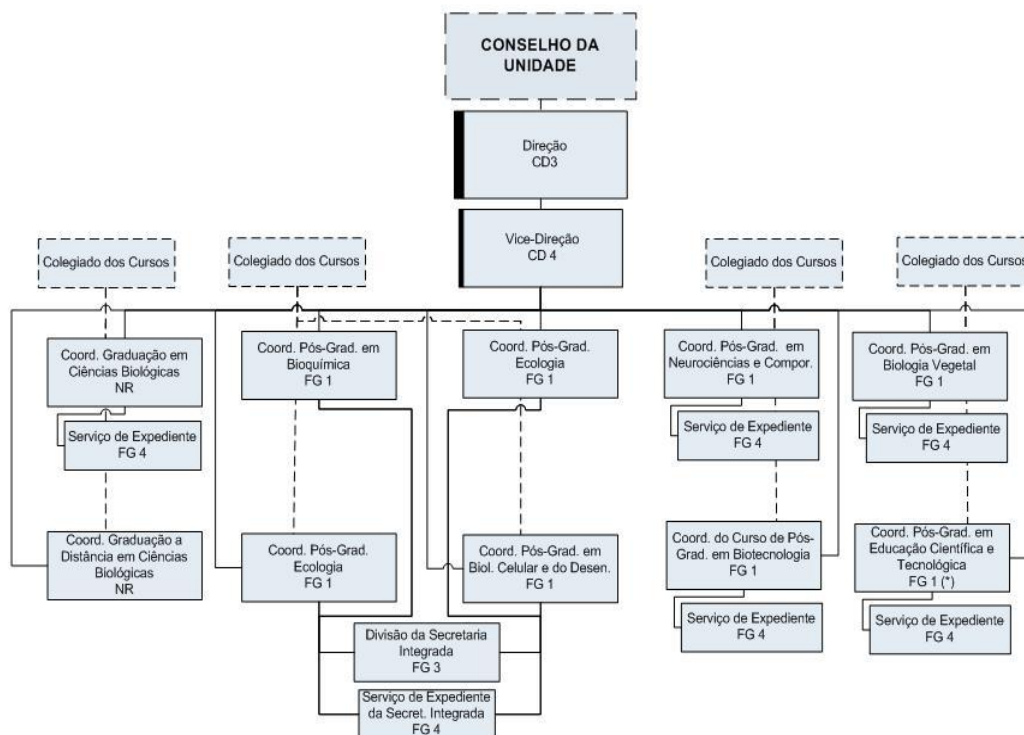 CONSELHO DA
UNIDADE
Direção
CD3
Vice-Direção
CD 4
Colegiado dos Cursos
Colegiado dos Cursos
Colegiado dos Cursos
Colegiado dos Cursos
Coord. Graduação em
Ciências Biológicas
NR
Serviço de Expediente
FG 4
Coord. Pós-Grad. em
Bioquímica
FG 1
Coord. Pós-Grad.
Ecologia
FG 1
Coord. Pós-Grad. em
Neurociências e Compor.
FG 1
Serviço de Expediente
FG 4
Coord. Pós-Grad. em
Biologia Vegetal
FG 1
Serviço de Expediente
FG 4
Coord. Graduação a
Distância em Ciências
Biológicas
NR
Coord. Pós-Grad.
Ecologia
FG 1
Coord. Pós-Grad. em
Biol. Celular e do Desen.
FG 1
Coord. do Curso de Pós-
Grad. em Biotecnologia
FG 1
Serviço de Expediente
FG 4
Coord. Pós-Grad. em
Educação Científica e
Tecnológica
FG 1 (*)
Serviço de Expediente
FG 4
Divisão da Secretaria
Integrada
FG 3
Serviço de Expediente
da Secret. Integrada
FG 4